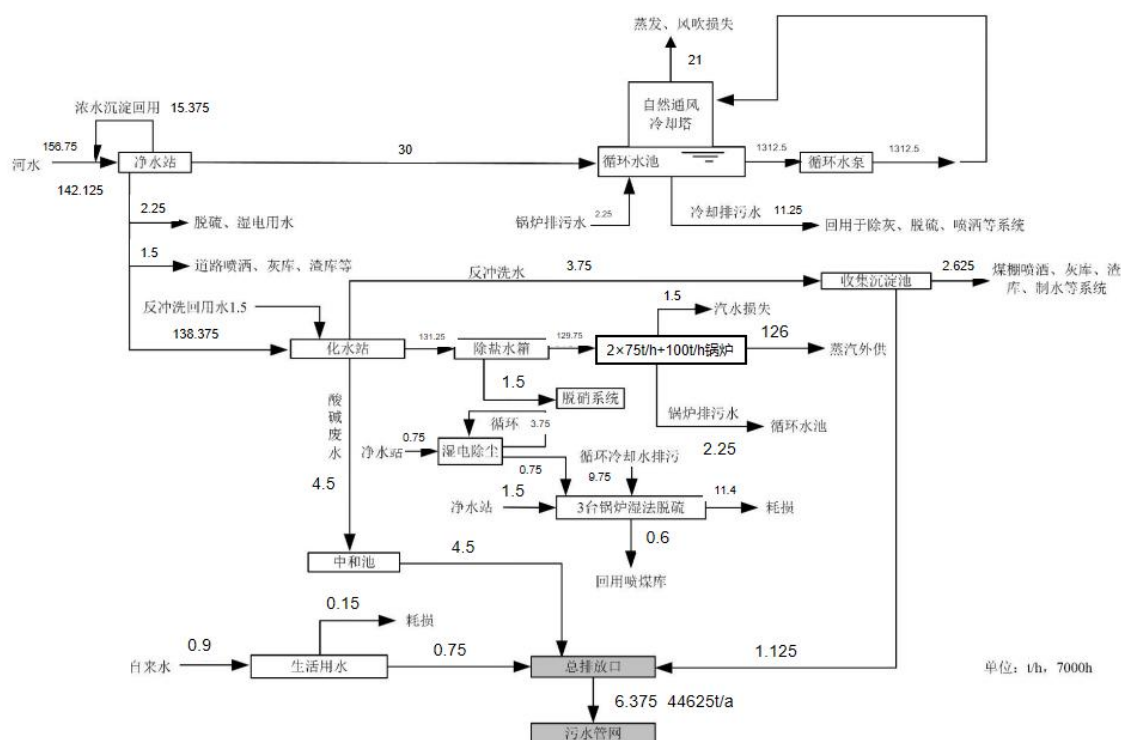 蒸发、风吹损失
21
自然通风
冷却塔
浓水沉淀回用 15.375
156.75
河水
净水站
30
循环水池
1312.5
循环水泵
1312.5
142.125
2.25
脱硫、湿电用水
锅炉排污水
2.25
冷却排污水 11.25
回用于除灰、脱硫、喷洒等系统
1.5
道路喷洒、灰库、渣库等
反冲洗水
3.75
收集沉淀池
2.625
煤棚喷洒、灰库、渣
库、制水等系统
反冲洗回用水1.5
138.375
化水站
131.25
除盐水箱
129.75
1.5
汽水损失
2×75t/h+100t/h锅炉
126
蒸汽外供
1.5
脱硝系统
锅炉排污水
循环水池
2.25
酸碱废水
4.5
循环
3.75
净水站
0.75
湿电除尘
0.75
循环冷却水排污
9.75
净水站
1.5
3台锅炉湿法脱硫
11.4
耗损
0.6
回用喷煤库
中和池
4.5
0.15
耗损
自来水
0.9
生活用水
0.75
总排放口
1.125
单位：t/h，7000h
6.375 44625t/a
污水管网